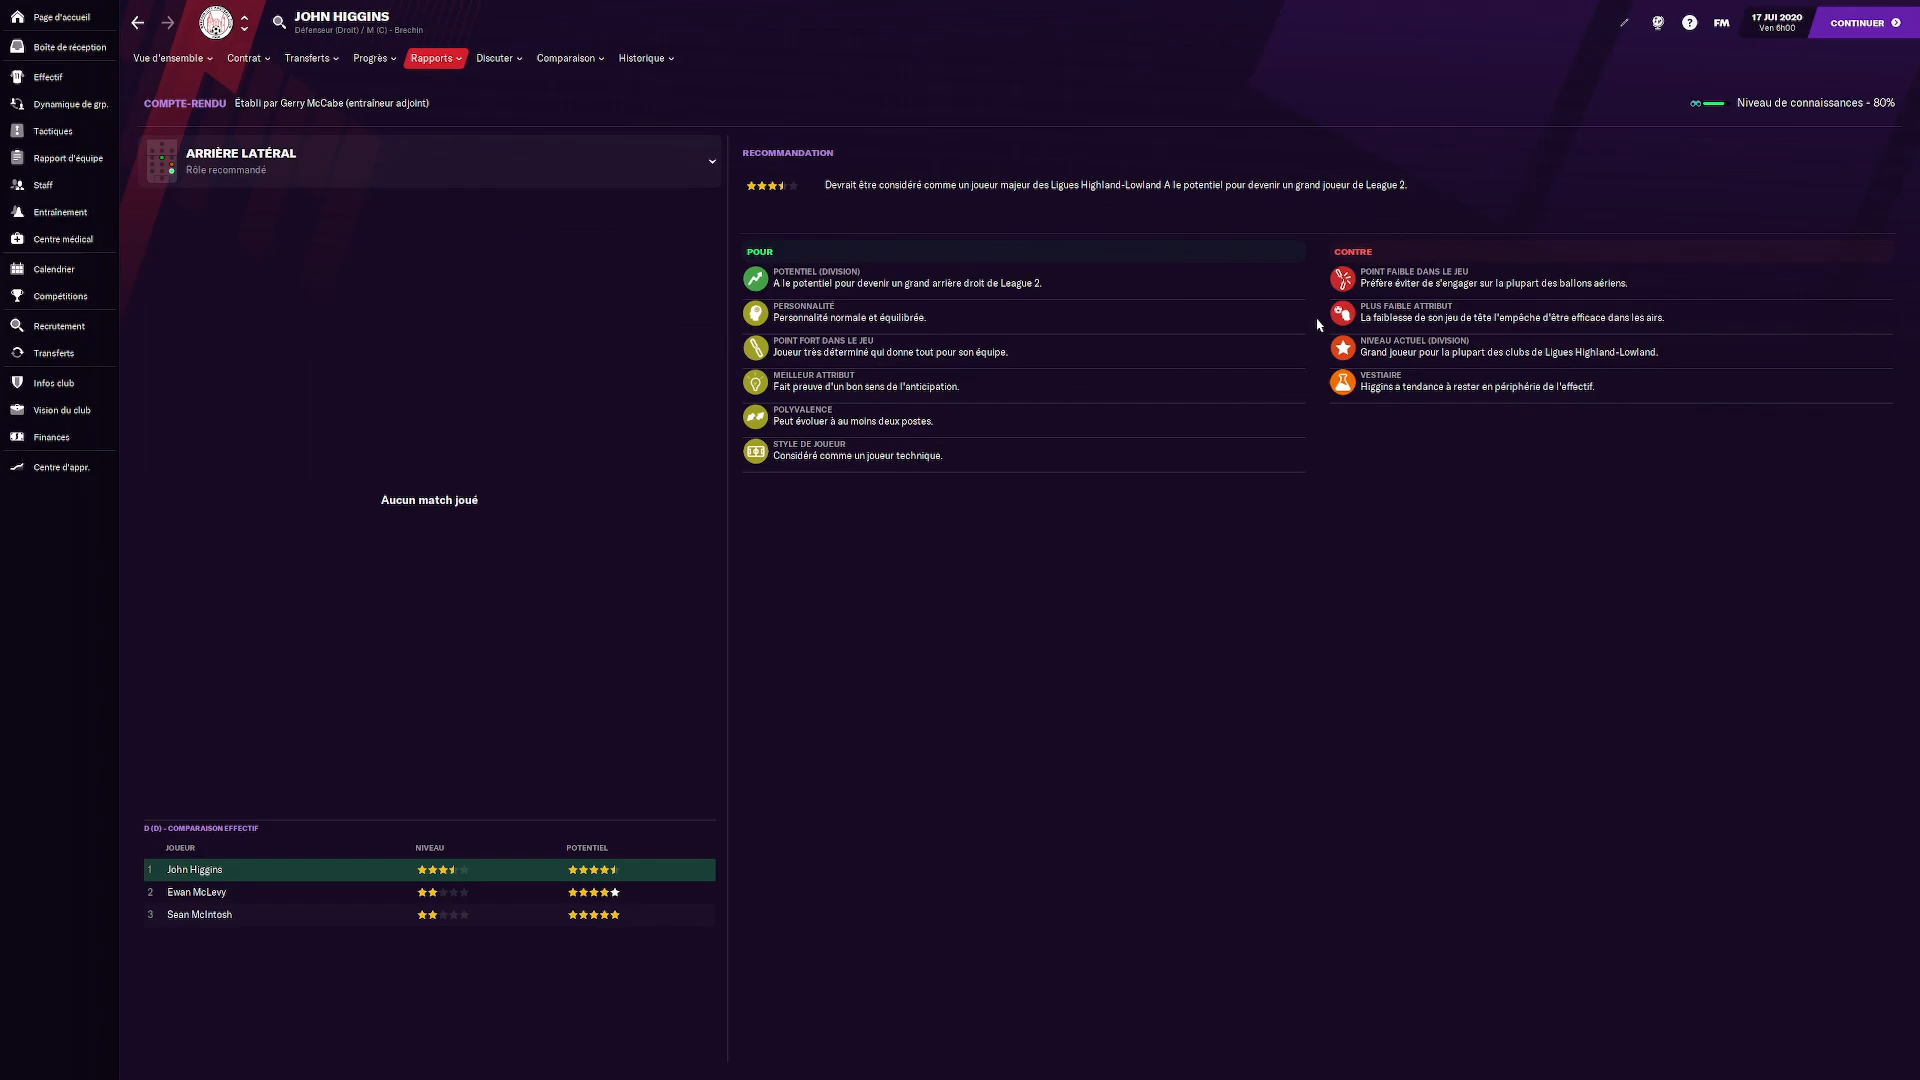 Page d'accueil
Boîte de réception
Effectif
Dynamique de grp.
Tactiques
Rapport d'équipe
Staff
Entraînement
Centre médical
Calendrier
Compétitions
Recrutement
Transferts
Infos club
Vision du club
Finances
Centre d'appr.
JOHN HIGGINS
Défenseur (Droit) / M (C) - Brechin
FM
17 JUI 2020
Ven 6h00
CONTINUER
Vue d'ensemble
Contrat
Transferts
Progrès
Rapports
Discuter
Comparaison
Historique
COMPTE-RENDU Établi par Gerry McCabe (entraîneur adjoint)
Niveau de connaissances - 80%
ARRIÈRE LATÉRAL
Rôle recommandé
Aucun match joué
D (D) - COMPARAISON EFFECTIF
JOUEUR NIVEAU POTENTIEL
1 John Higgins
2 Ewan McLevy
3 Sean McIntosh
RECOMMANDATION
Devrait être considéré comme un joueur majeur des Ligues Highland-Lowland A le potentiel pour devenir un grand joueur de League 2.
POUR
POTENTIEL (DIVISION)
A le potentiel pour devenir un grand arrière droit de League 2.
PERSONNALITÉ
Personnalité normale et équilibrée.
POINT FORT DANS LE JEU
Joueur très déterminé qui donne tout pour son équipe.
MEILLEUR ATTRIBUT
Fait preuve d'un bon sens de l'anticipation.
POLYVALENCE
Peut évoluer à au moins deux postes.
STYLE DE JOUEUR
Considéré comme un joueur technique.
CONTRE
POINT FAIBLE DANS LE JEU
Préfère éviter de s'engager sur la plupart des ballons aériens.
PLUS FAIBLE ATTRIBUT
La faiblesse de son jeu de tête l'empêche d'être efficace dans les airs.
NIVEAU ACTUEL (DIVISION)
Grand joueur pour la plupart des clubs de Ligues Highland-Lowland.
VESTIAIRE
Higgins a tendance à rester en périphérie de l'effectif.